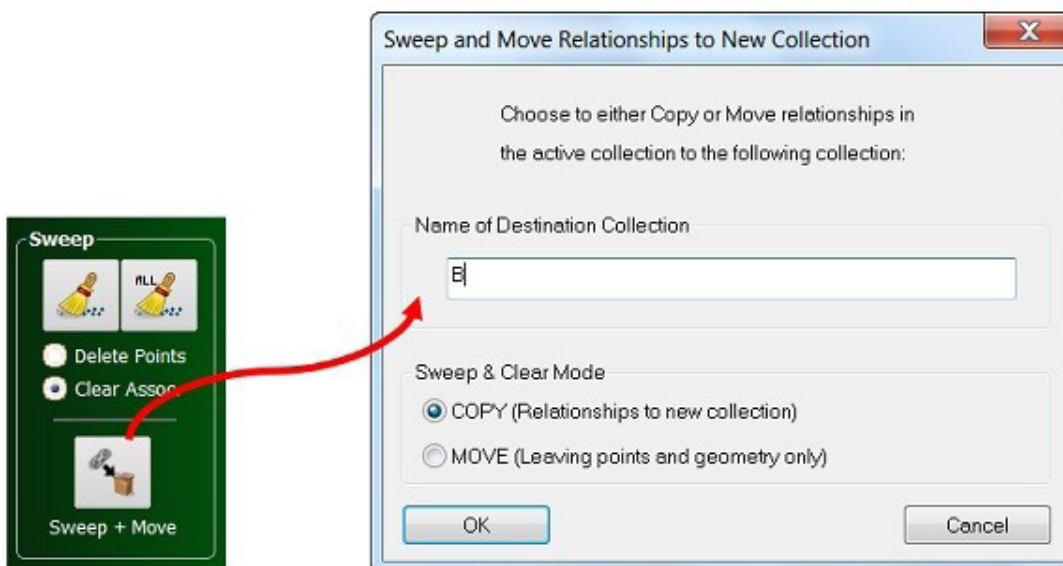 Sweep
ALL
Delete Points
Clear Assoc
Sweep + Move
Sweep and Move Relationships to New Collection
X
Choose to either Copy or Move relationships in
the active collection to the following collection:
Name of Destination Collection
B
Sweep & Clear Mode
COPY (Relationships to new collection)
MOVE (Leaving points and geometry only)
OK
Cancel